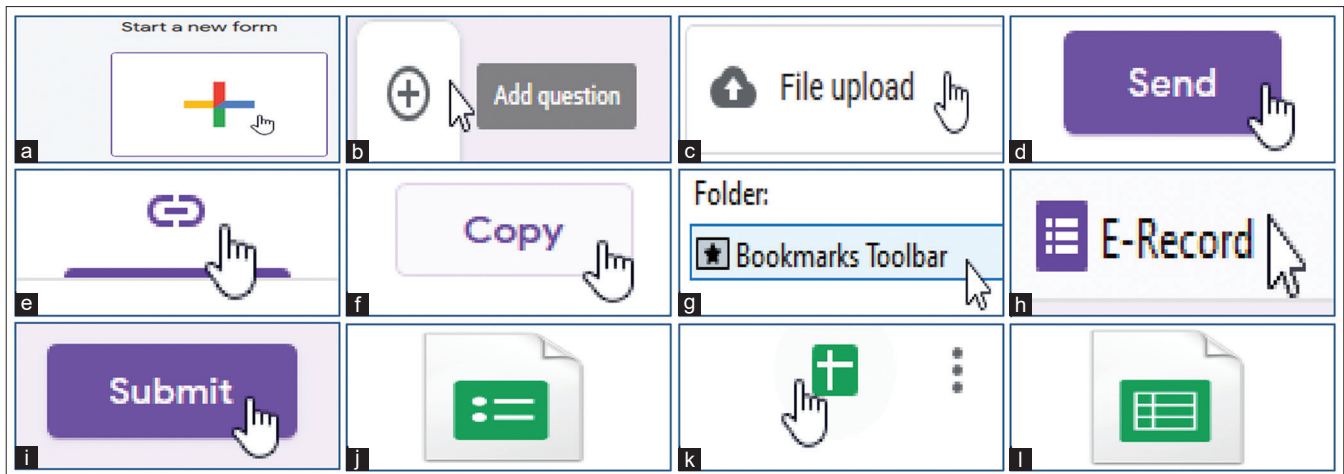 Start a new form
a
Add question
b
File upload
c
Send
d
e
Copy
f
Folder:
Bookmarks Toolbar
g
E-Record
h
Submit
i
j
k
l